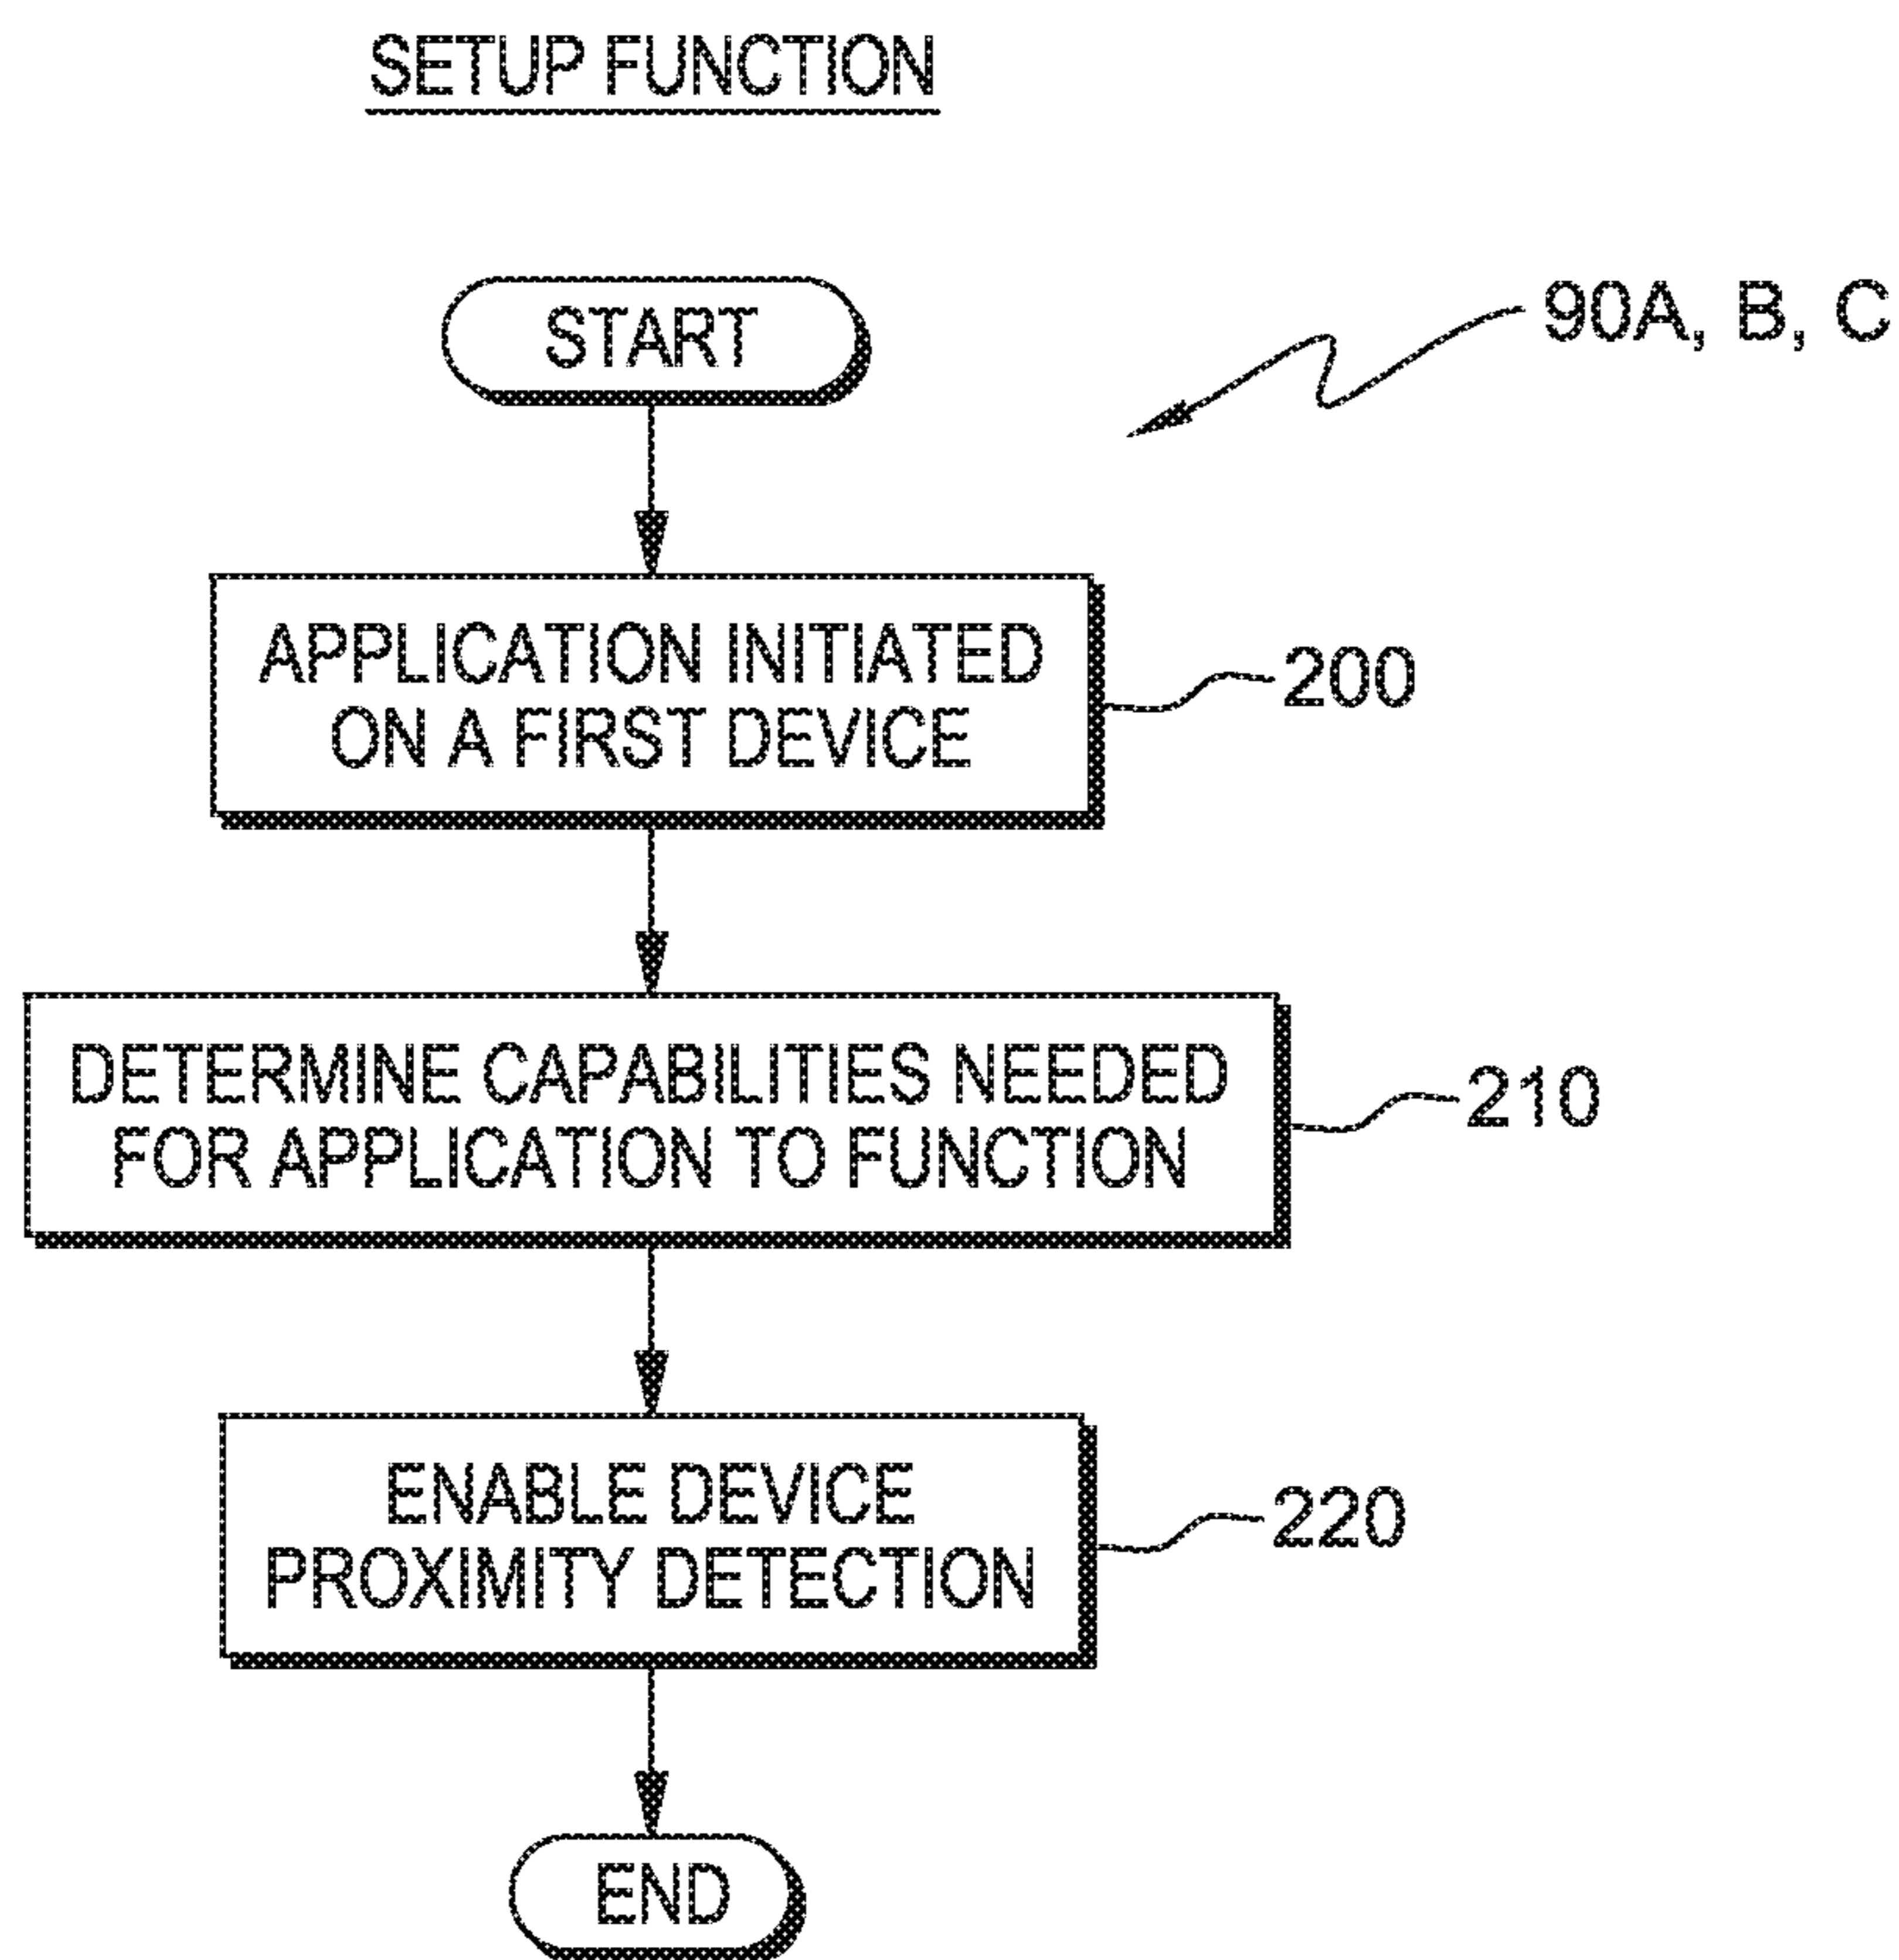 SETUP FUNCTION
START
90A, B, C
APPLICATION INITIATED
ON A FIRST DEVICE
200
DETERMINE CAPABILITIES NEEDED
FOR APPLICATION TO FUNCTION
210
ENABLE DEVICE
PROXIMITY DETECTION
220
END